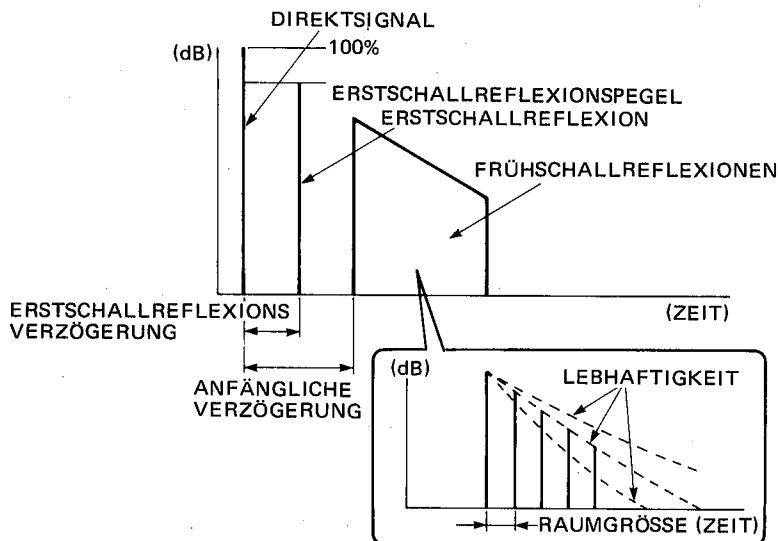 DIREKTSIGNAL
(dB)
100%
ERSTSCHALLREFLEXIONSPEGEL
ERSTSCHALLREFLEXION
FRÜHSCHALLREFLEXIONEN
(ZEIT)
ERSTSCHALLREFLEXIONS
VERZÖGERUNG
ANFÄNGLICHE
VERZÖGERUNG
(dB)
LEBHAFTIGKEIT
RAUMGRÖSSE (ZEIT)